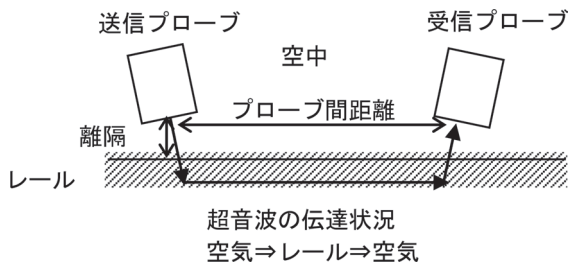 送信プローブ
受信プローブ
空中
プローブ間距離
離隔
レール
超音波の伝達状況
空気⇒レール⇒空気